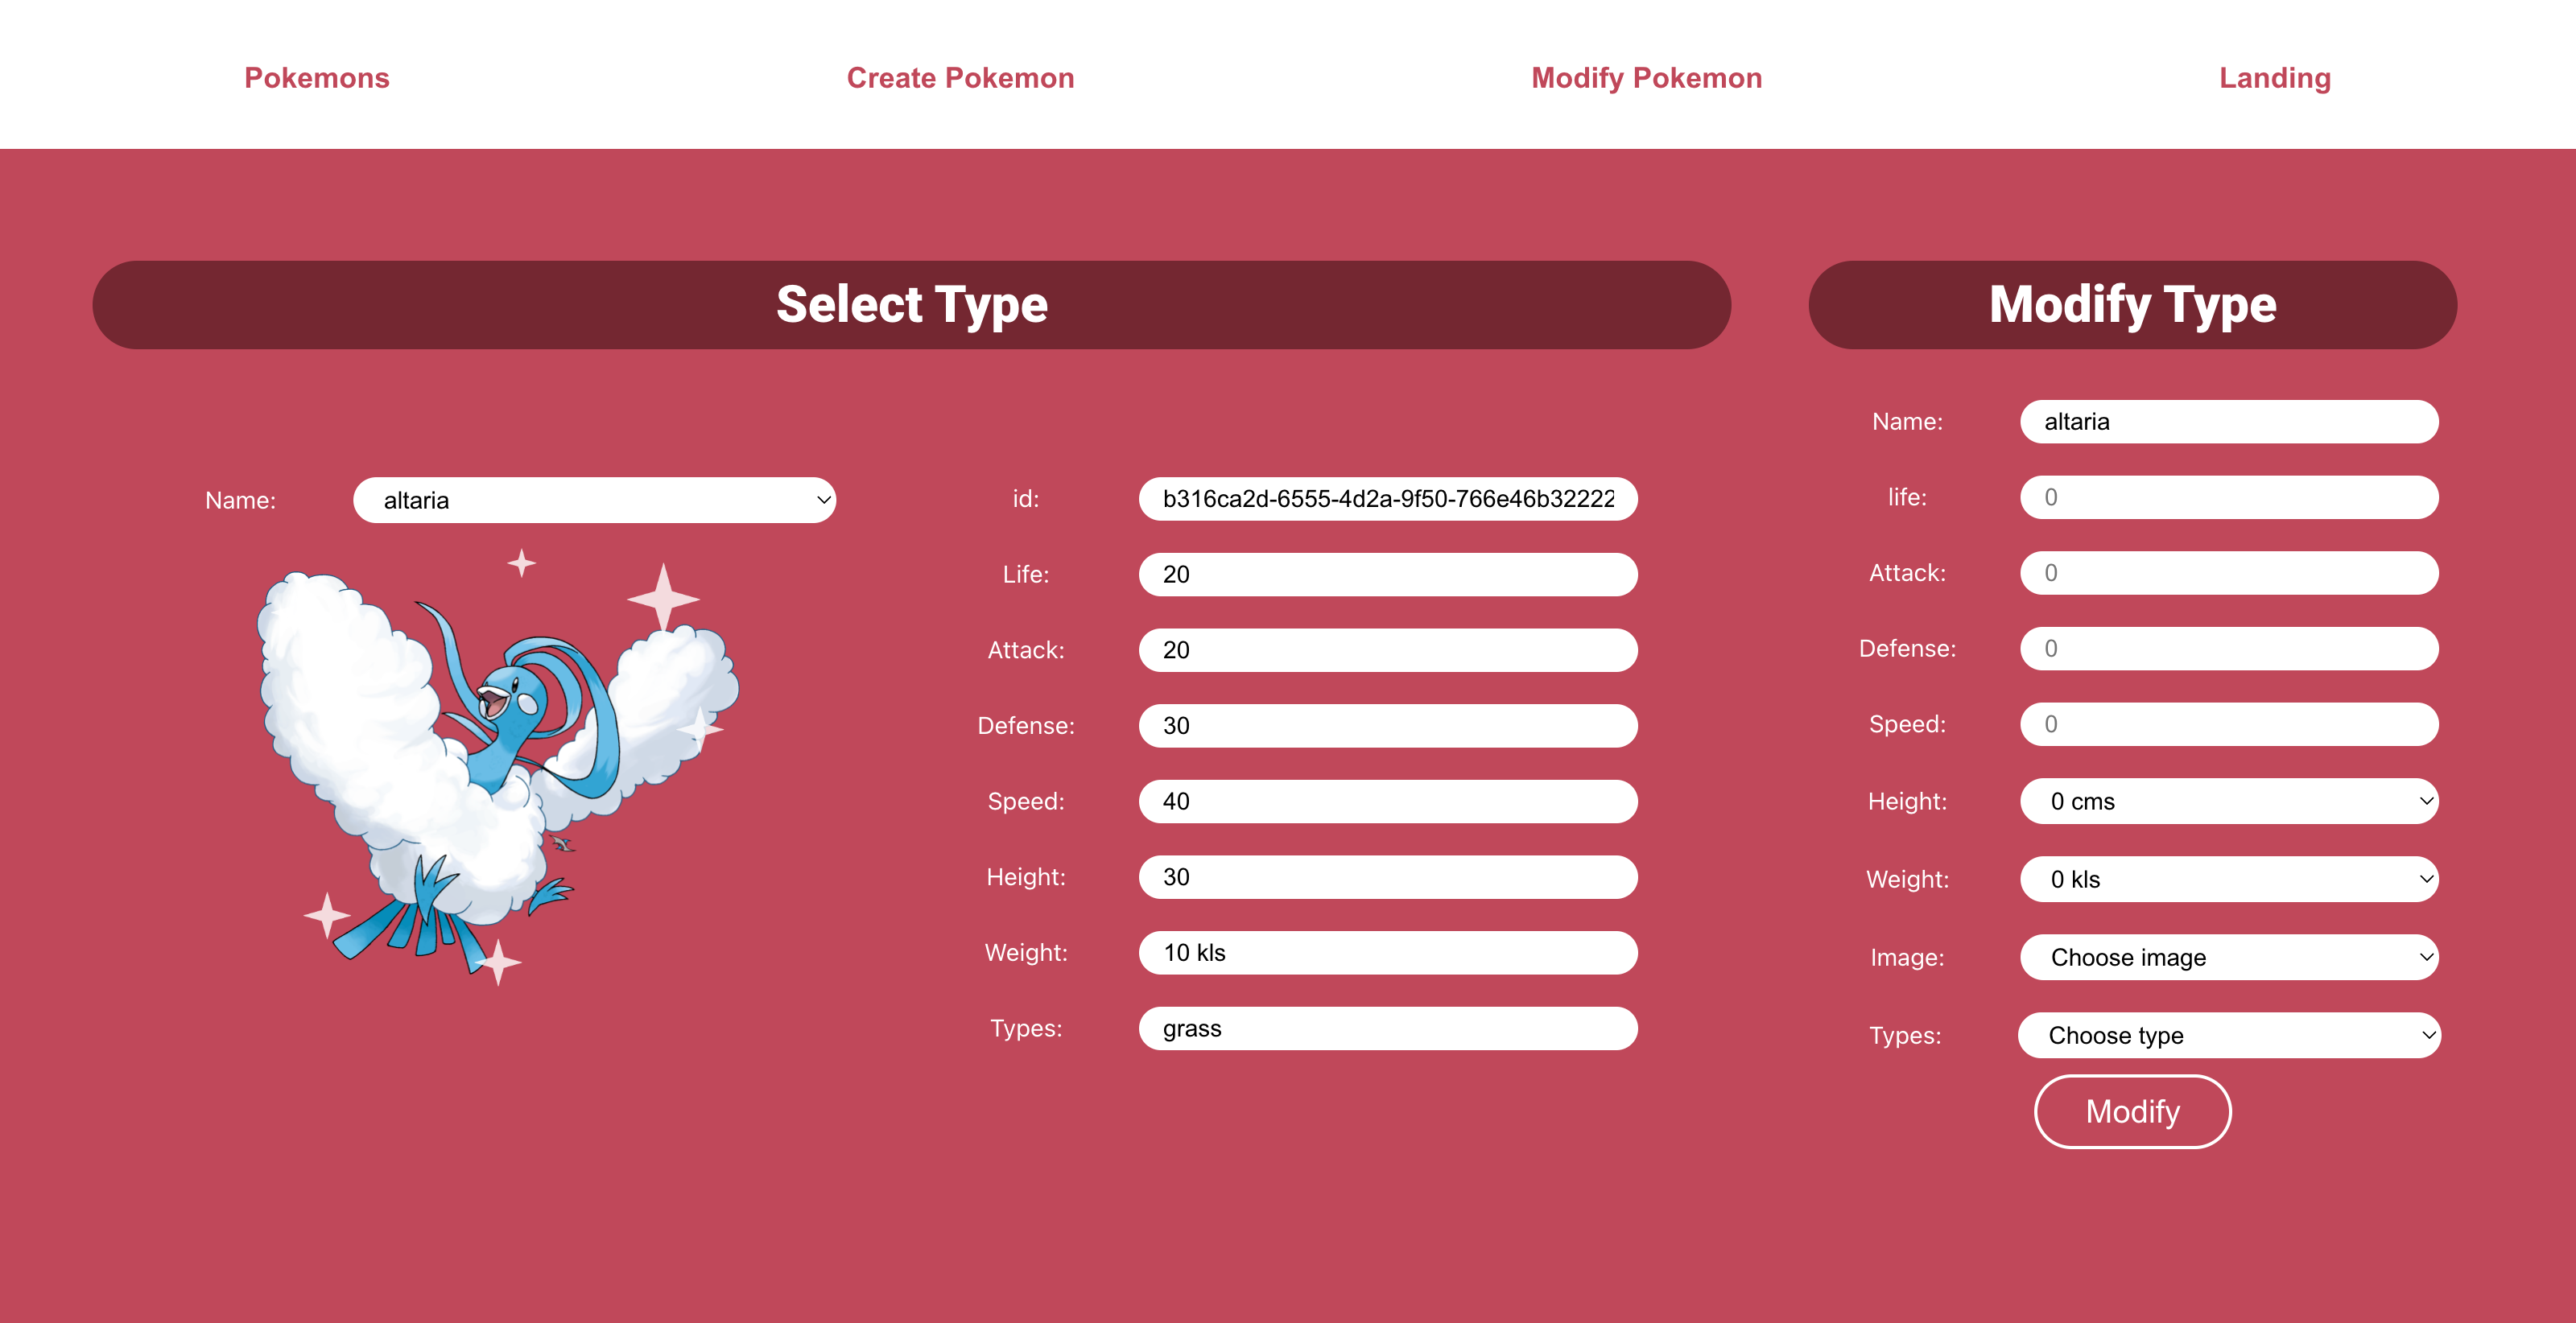 Pokemons
Create Pokemon
Modify Pokemon
Landing
Select Type
Name:
altaria
id:
b316ca2d-6555-4d2a-9f50-766e46b32222
Life:
20
Attack:
20
Defense:
30
Speed:
40
Height:
30
Weight:
10 kls
Types:
grass
Modify Type
Name:
altaria
life:
0
Attack:
0
Defense:
0
Speed:
0
Height:
0 cms
Weight:
0 kls
Image:
Choose image
Types:
Choose type
Modify